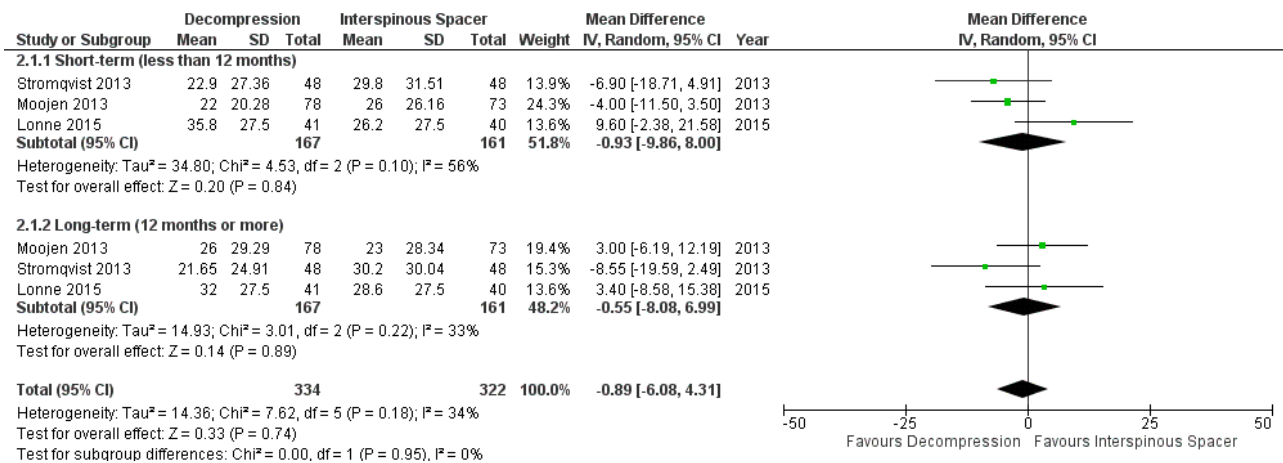 Decompression Interspinous Spacer Mean Difference Mean Difference
Study or Subgroup Mean SD Total Mean SD Total Weight IV, Random, 95% CI Year IV, Random, 95% CI
2.1.1 Short-term (less than 12 months)
Stromqvist 2013 22.9 27.36 48 29.8 31.51 48 13.9% -6.90 [-18.71, 4.91] 2013
Moojen 2013 22 20.28 78 26 26.16 73 24.3% -4.00 [-11.50, 3.50] 2013
Lonne 2015 35.8 27.5 41 26.2 27.5 40 13.6% 9.60 [-2.38, 21.58] 2015
Subtotal (95% CI) 167 161 51.8% -0.93 [-9.86, 8.00]
Heterogeneity: Tau² = 34.80; Chi² = 4.53, df = 2 (P = 0.10); I² = 56%
Test for overall effect: Z = 0.20 (P = 0.84)
2.1.2 Long-term (12 months or more)
Moojen 2013 26 29.29 78 23 28.34 73 19.4% 3.00 [-6.19, 12.19] 2013
Stromqvist 2013 21.65 24.91 48 30.2 30.04 48 15.3% -8.55 [-19.59, 2.49] 2013
Lonne 2015 32 27.5 41 28.6 27.5 40 13.6% 3.40 [-8.58, 15.38] 2015
Subtotal (95% CI) 167 161 48.2% -0.55 [-8.08, 6.99]
Heterogeneity: Tau² = 14.93; Chi² = 3.01, df = 2 (P = 0.22); I² = 33%
Test for overall effect: Z = 0.14 (P = 0.89)
Total (95% CI) 334 322 100.0% -0.89 [-6.08, 4.31]
Heterogeneity: Tau² = 14.36; Chi² = 7.62, df = 5 (P = 0.18); I² = 34%
Test for overall effect: Z = 0.33 (P = 0.74)
Test for subgroup differences: Chi² = 0.00, df = 1 (P = 0.95), I² = 0%
-50 -25 0 25 50
Favours Decompression Favours Interspinous Spacer